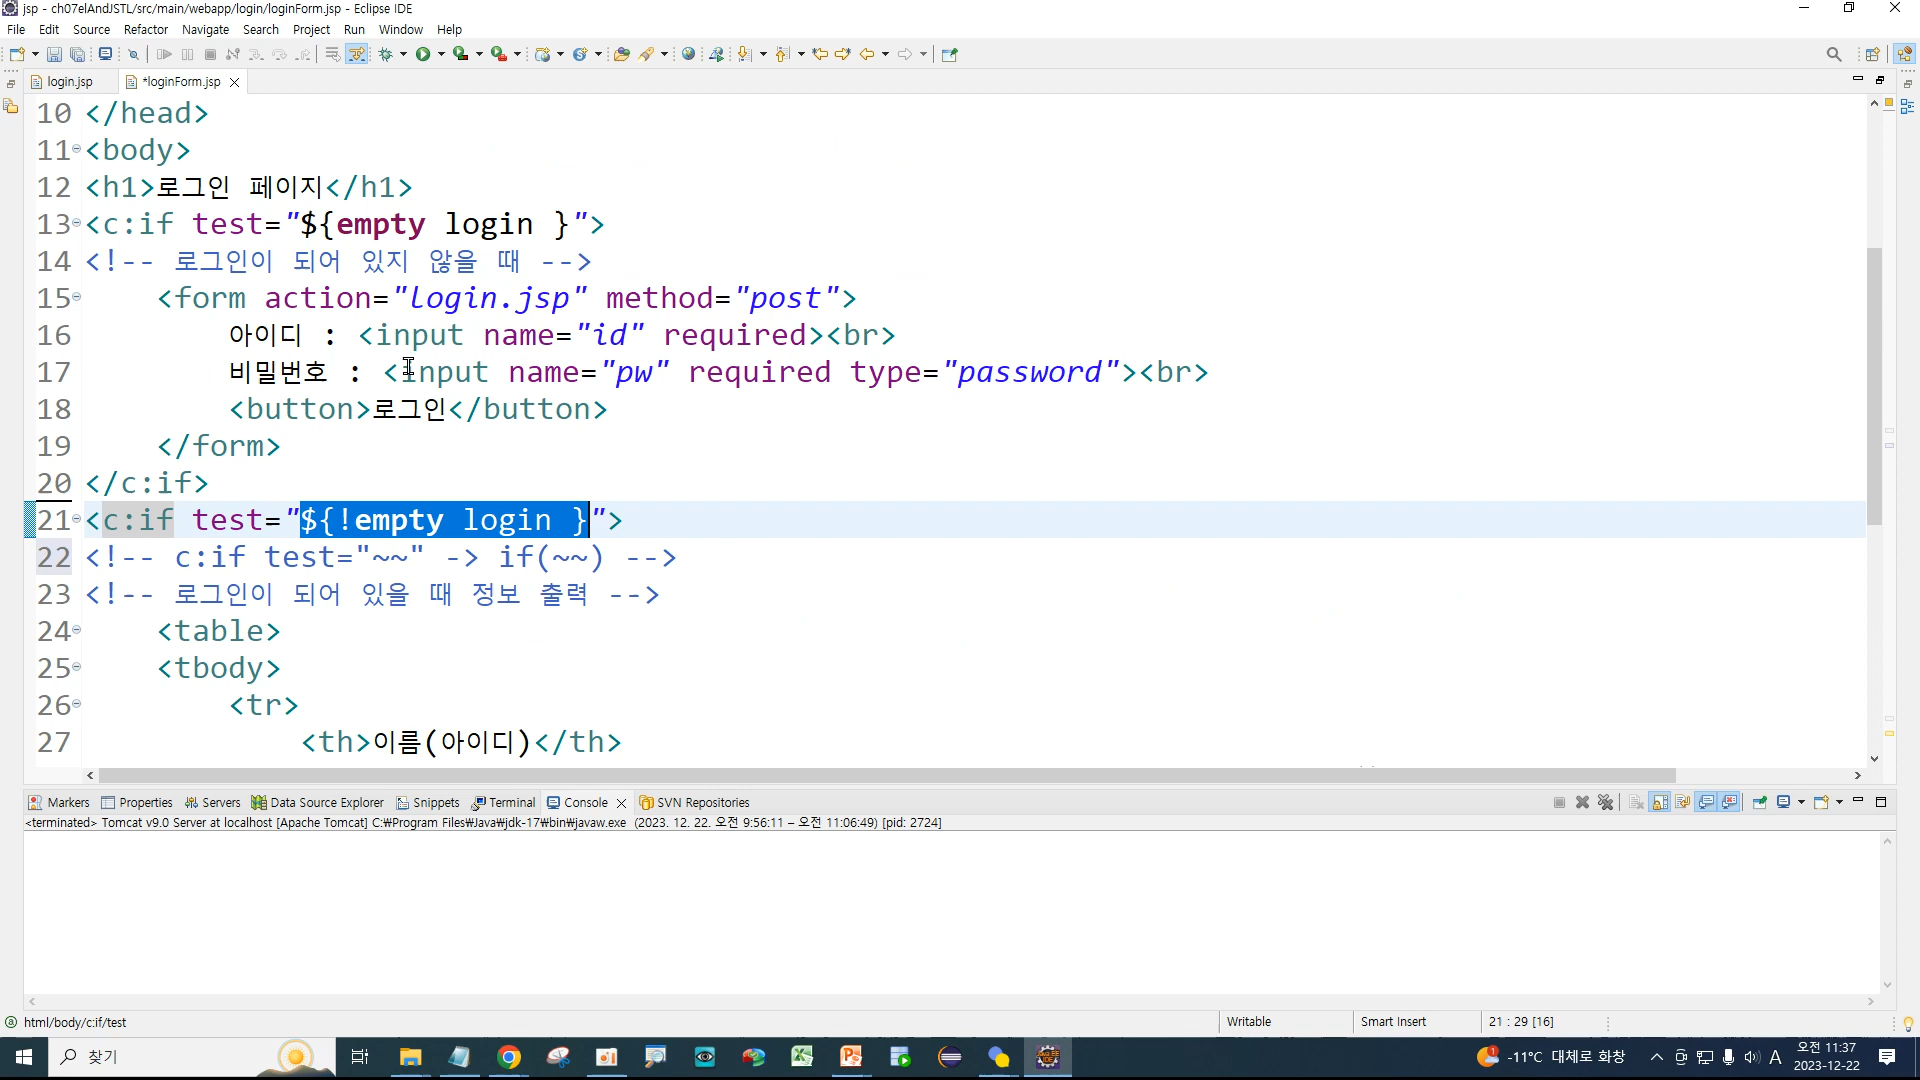 jsp - ch07elAndJSTL/src/main/webapp/login/loginForm.jsp - Eclipse IDE
File Edit Source Refactor Navigate Search Project Run Window Help
login.jsp *loginForm.jsp
10 </head>
11 <body>
12 <h1>로그인 페이지</h1>
13 <c:if test="${empty login }">
14 <!-- 로그인이 되어 있지 않을 때 -->
15 <form action="login.jsp" method="post">
16 아이디 : <input name="id" required><br>
17 비밀번호 : <input name="pw" required type="password"><br>
18 <button>로그인</button>
19 </form>
20 </c:if>
21 <c:if test="${!empty login }">
22 <!-- c:if test="~~" -> if(~~) -->
23 <!-- 로그인이 되어 있을 때 정보 출력 -->
24 <table>
25 <tbody>
26 <tr>
27 <th>이름(아이디)</th>
Markers Properties Servers Data Source Explorer Snippets Terminal Console SVN Repositories
<terminated> Tomcat v9.0 Server at localhost [Apache Tomcat] C:₩Program Files₩Java₩jdk-17₩bin₩javaw.exe (2023. 12. 22. 오전 9:56:11 – 오전 11:06:49) [pid: 2724]
html/body/c:if/test Writable Smart Insert 21 : 29 [16]
찾기 -11°C 대체로 화창 A 오전 11:37
2023-12-22